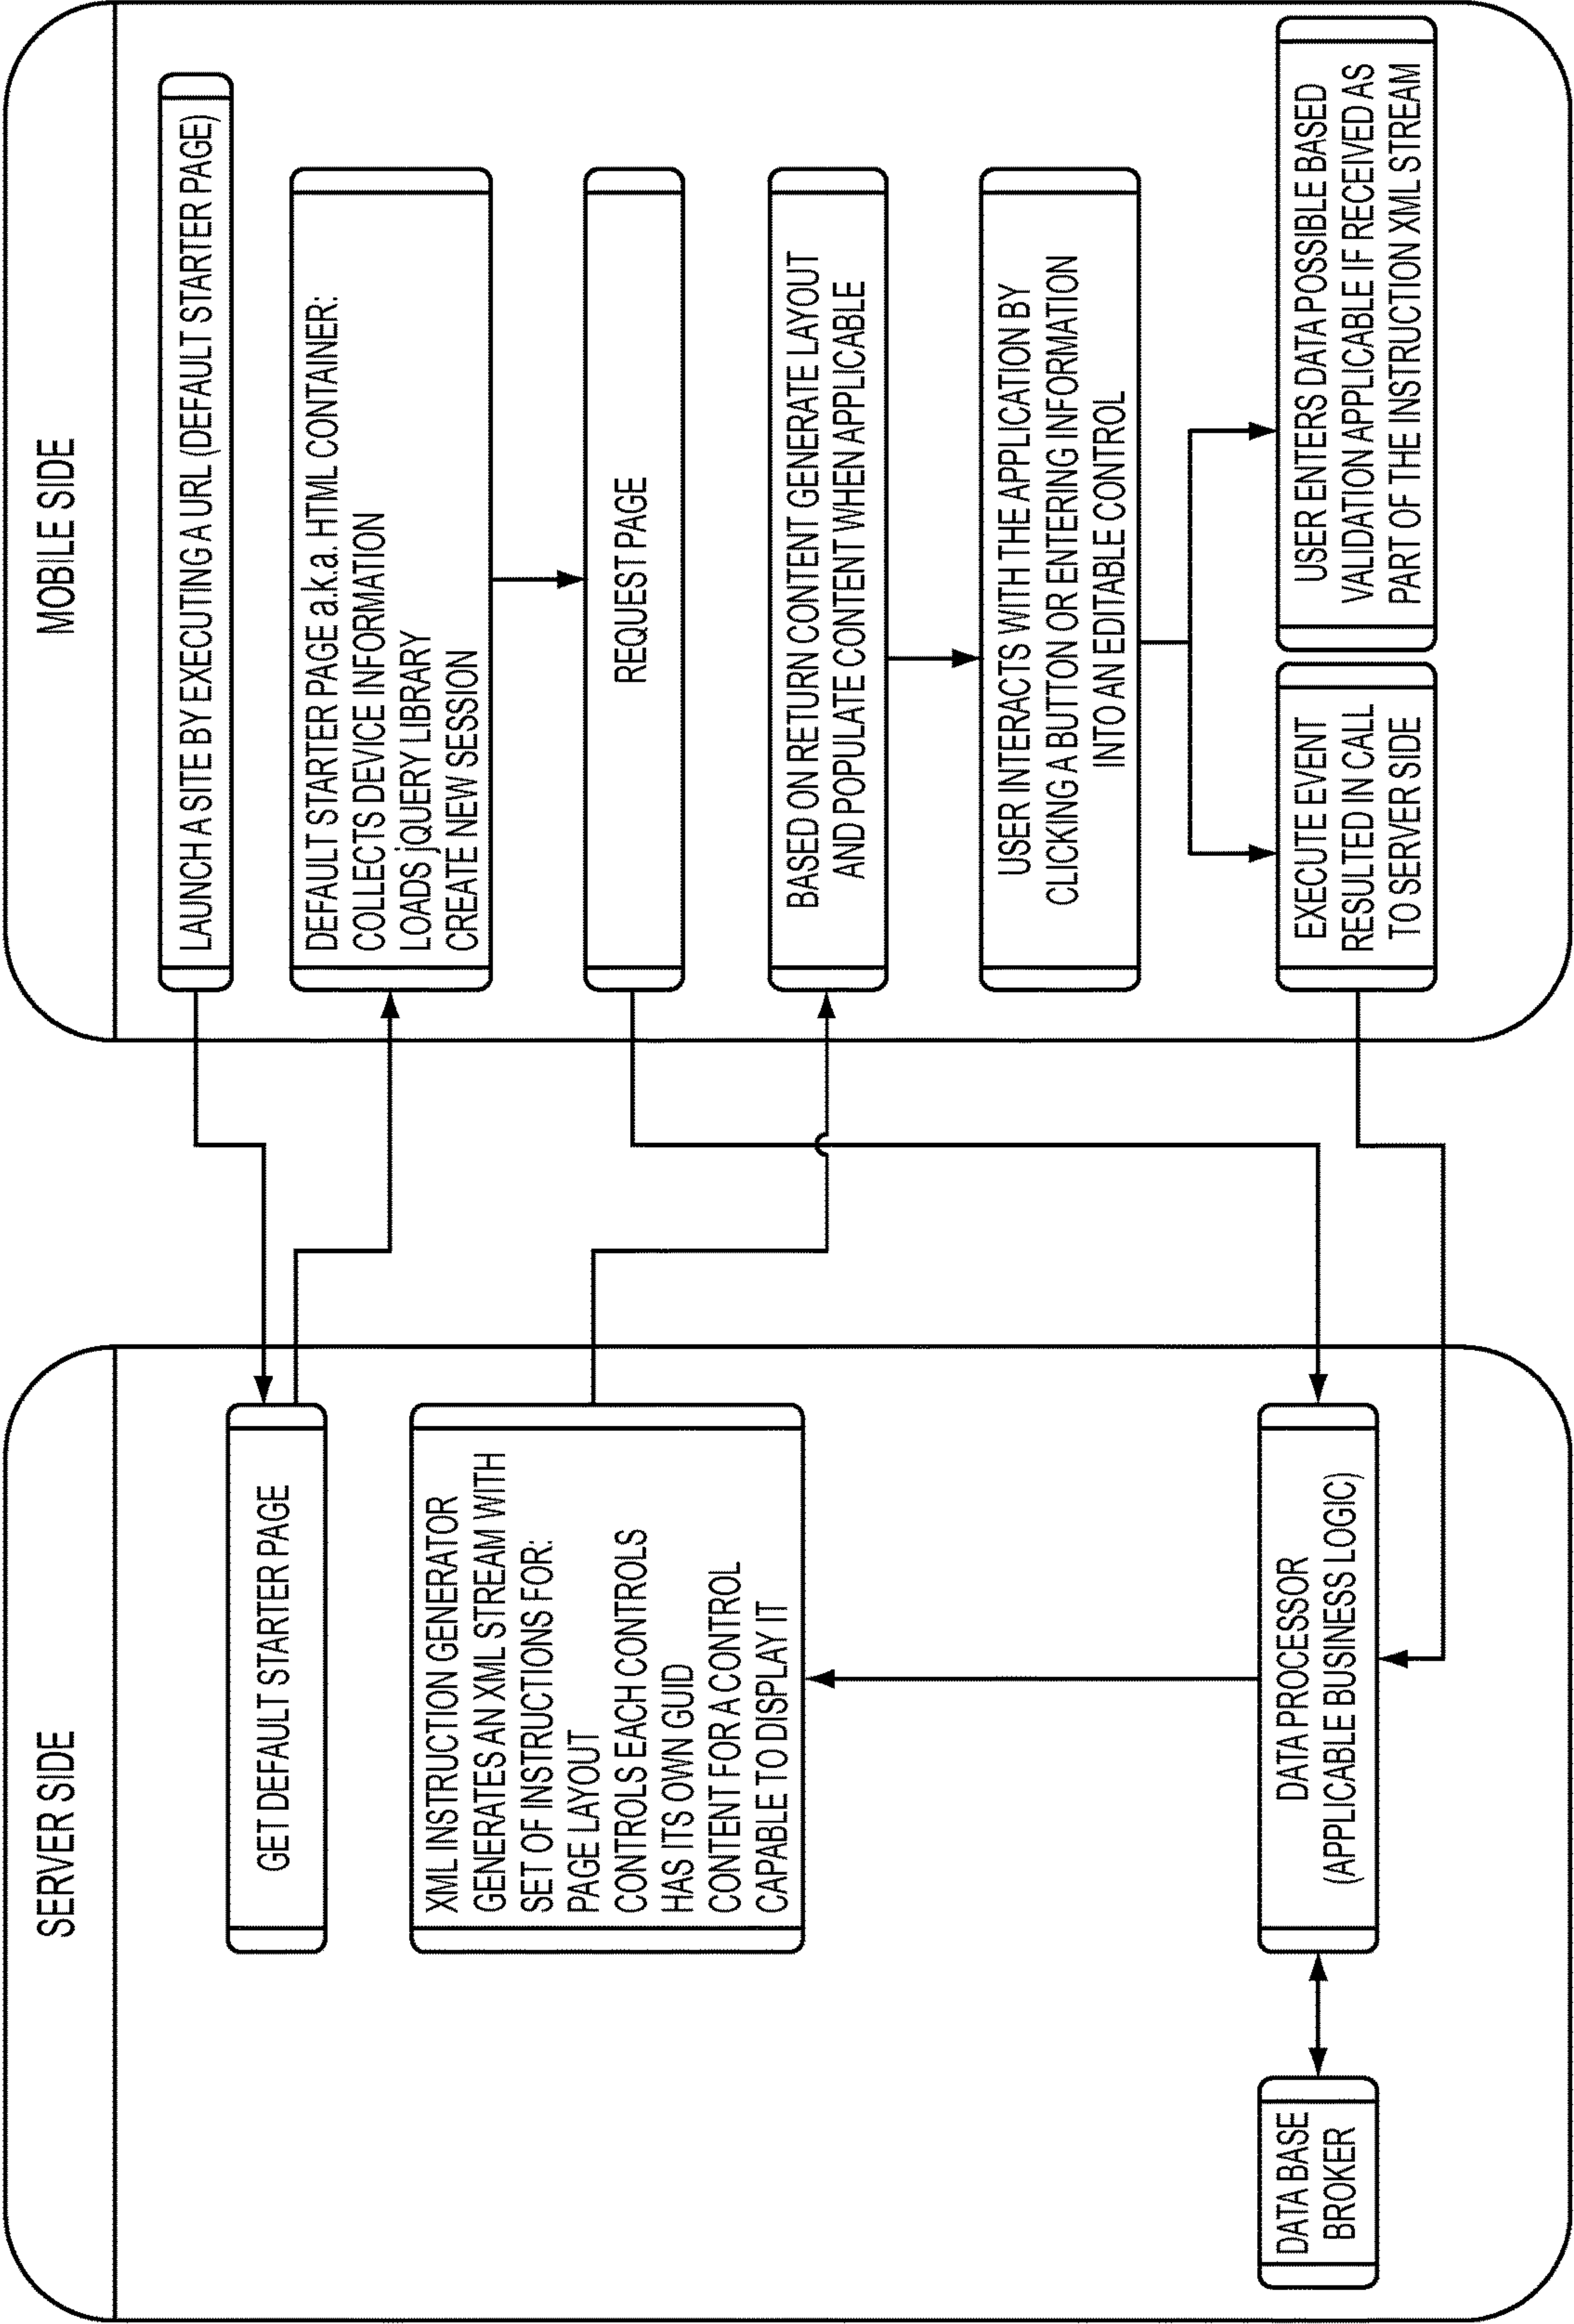 SERVER SIDE
GET DEFAULT STARTER PAGE
XML INSTRUCTION GENERATOR
GENERATES AN XML STREAM WITH
SET OF INSTRUCTIONS FOR:
PAGE LAYOUT
CONTROLS EACH CONTROLS
HAS ITS OWN GUID
CONTENT FOR A CONTROL
CAPABLE TO DISPLAY IT
DATA BASE
BROKER
DATA PROCESSOR
(APPLICABLE BUSINESS LOGIC)
MOBILE SIDE
LAUNCH A SITE BY EXECUTING A URL (DEFAULT STARTER PAGE)
DEFAULT STARTER PAGE a.k.a. HTML CONTAINER:
COLLECTS DEVICE INFORMATION
LOADS jQUERY LIBRARY
CREATE NEW SESSION
REQUEST PAGE
BASED ON RETURN CONTENT GENERATE LAYOUT
AND POPULATE CONTENT WHEN APPLICABLE
USER INTERACTS WITH THE APPLICATION BY
CLICKING A BUTTON OR ENTERING INFORMATION
INTO AN EDITABLE CONTROL
EXECUTE EVENT
RESULTED IN CALL
TO SERVER SIDE
USER ENTERS DATA POSSIBLE BASED
VALIDATION APPLICABLE IF RECEIVED AS
PART OF THE INSTRUCTION XML STREAM